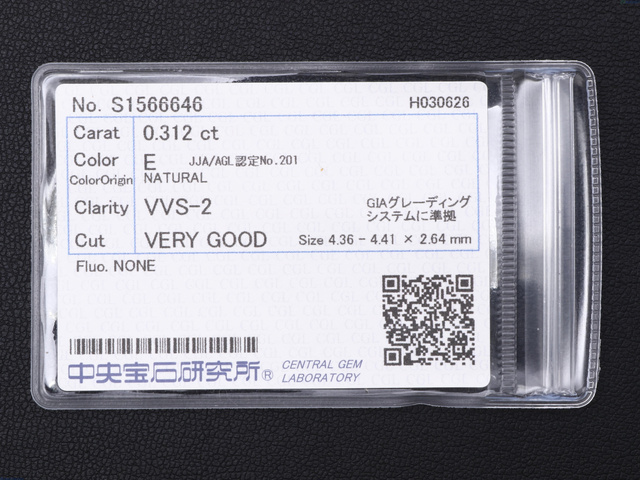 No. S1566646 H030626
Carat 0.312 ct
Color E JJA/AGL認定No.201
ColorOrigin NATURAL
Clarity VVS-2 GIAグレーディング
システムに準拠
Cut VERY GOOD Size 4.36 - 4.41 × 2.64 mm
Fluo. NONE
中央宝石研究所® CENTRAL GEM
LABORATORY